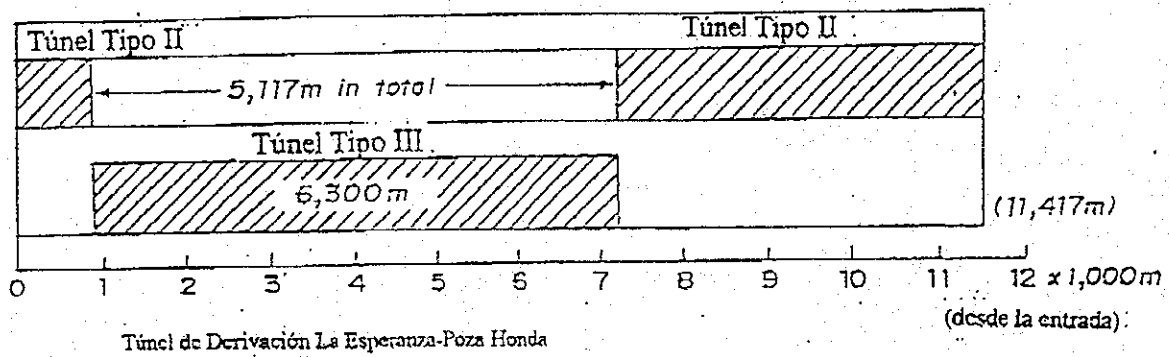 Túnel Tipo II Túnel Tipo II
5,117m in total
Túnel Tipo III
6,300m
(11,417m)
0 1 2 3 4 5 6 7 8 9 10 11 12 x1,000m
(desde la entrada)
Túnel de Derivación La Esperanza-Poza Honda